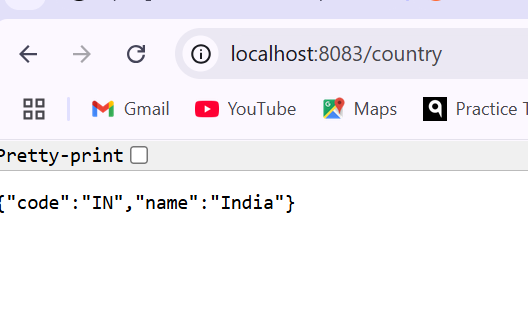 localhost:8083/country
Gmail YouTube Maps Practice
Pretty-print
{"code":"IN","name":"India"}